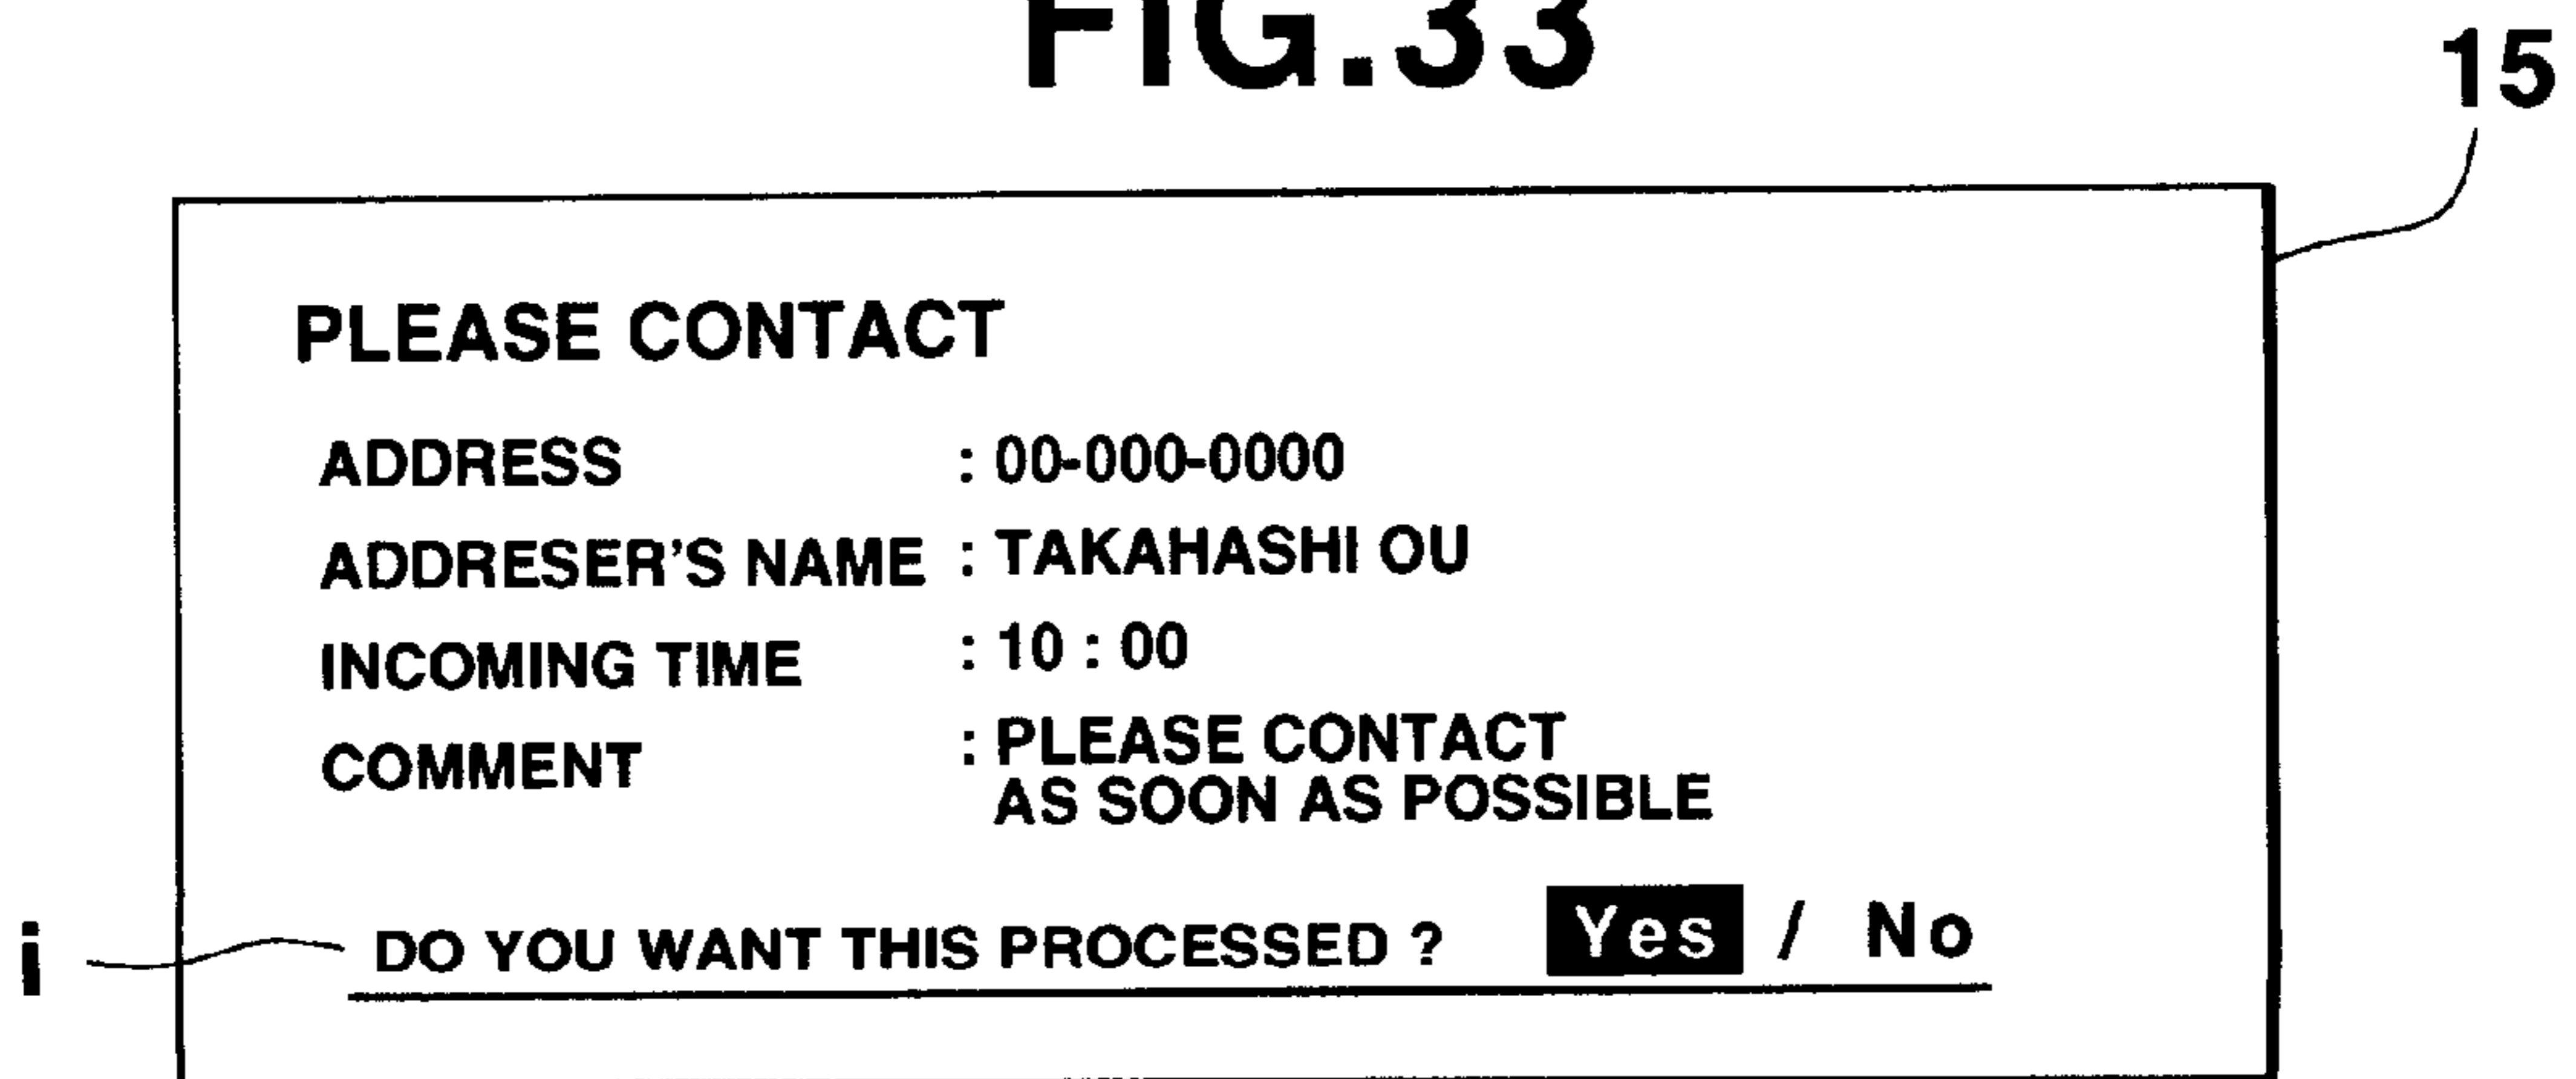 FIG.33
15
PLEASE CONTACT
ADDRESS : 00-000-0000
ADDRESER'S NAME : TAKAHASHI OU
INCOMING TIME : 10 : 00
COMMENT : PLEASE CONTACT
AS SOON AS POSSIBLE
i DO YOU WANT THIS PROCESSED ? Yes / No